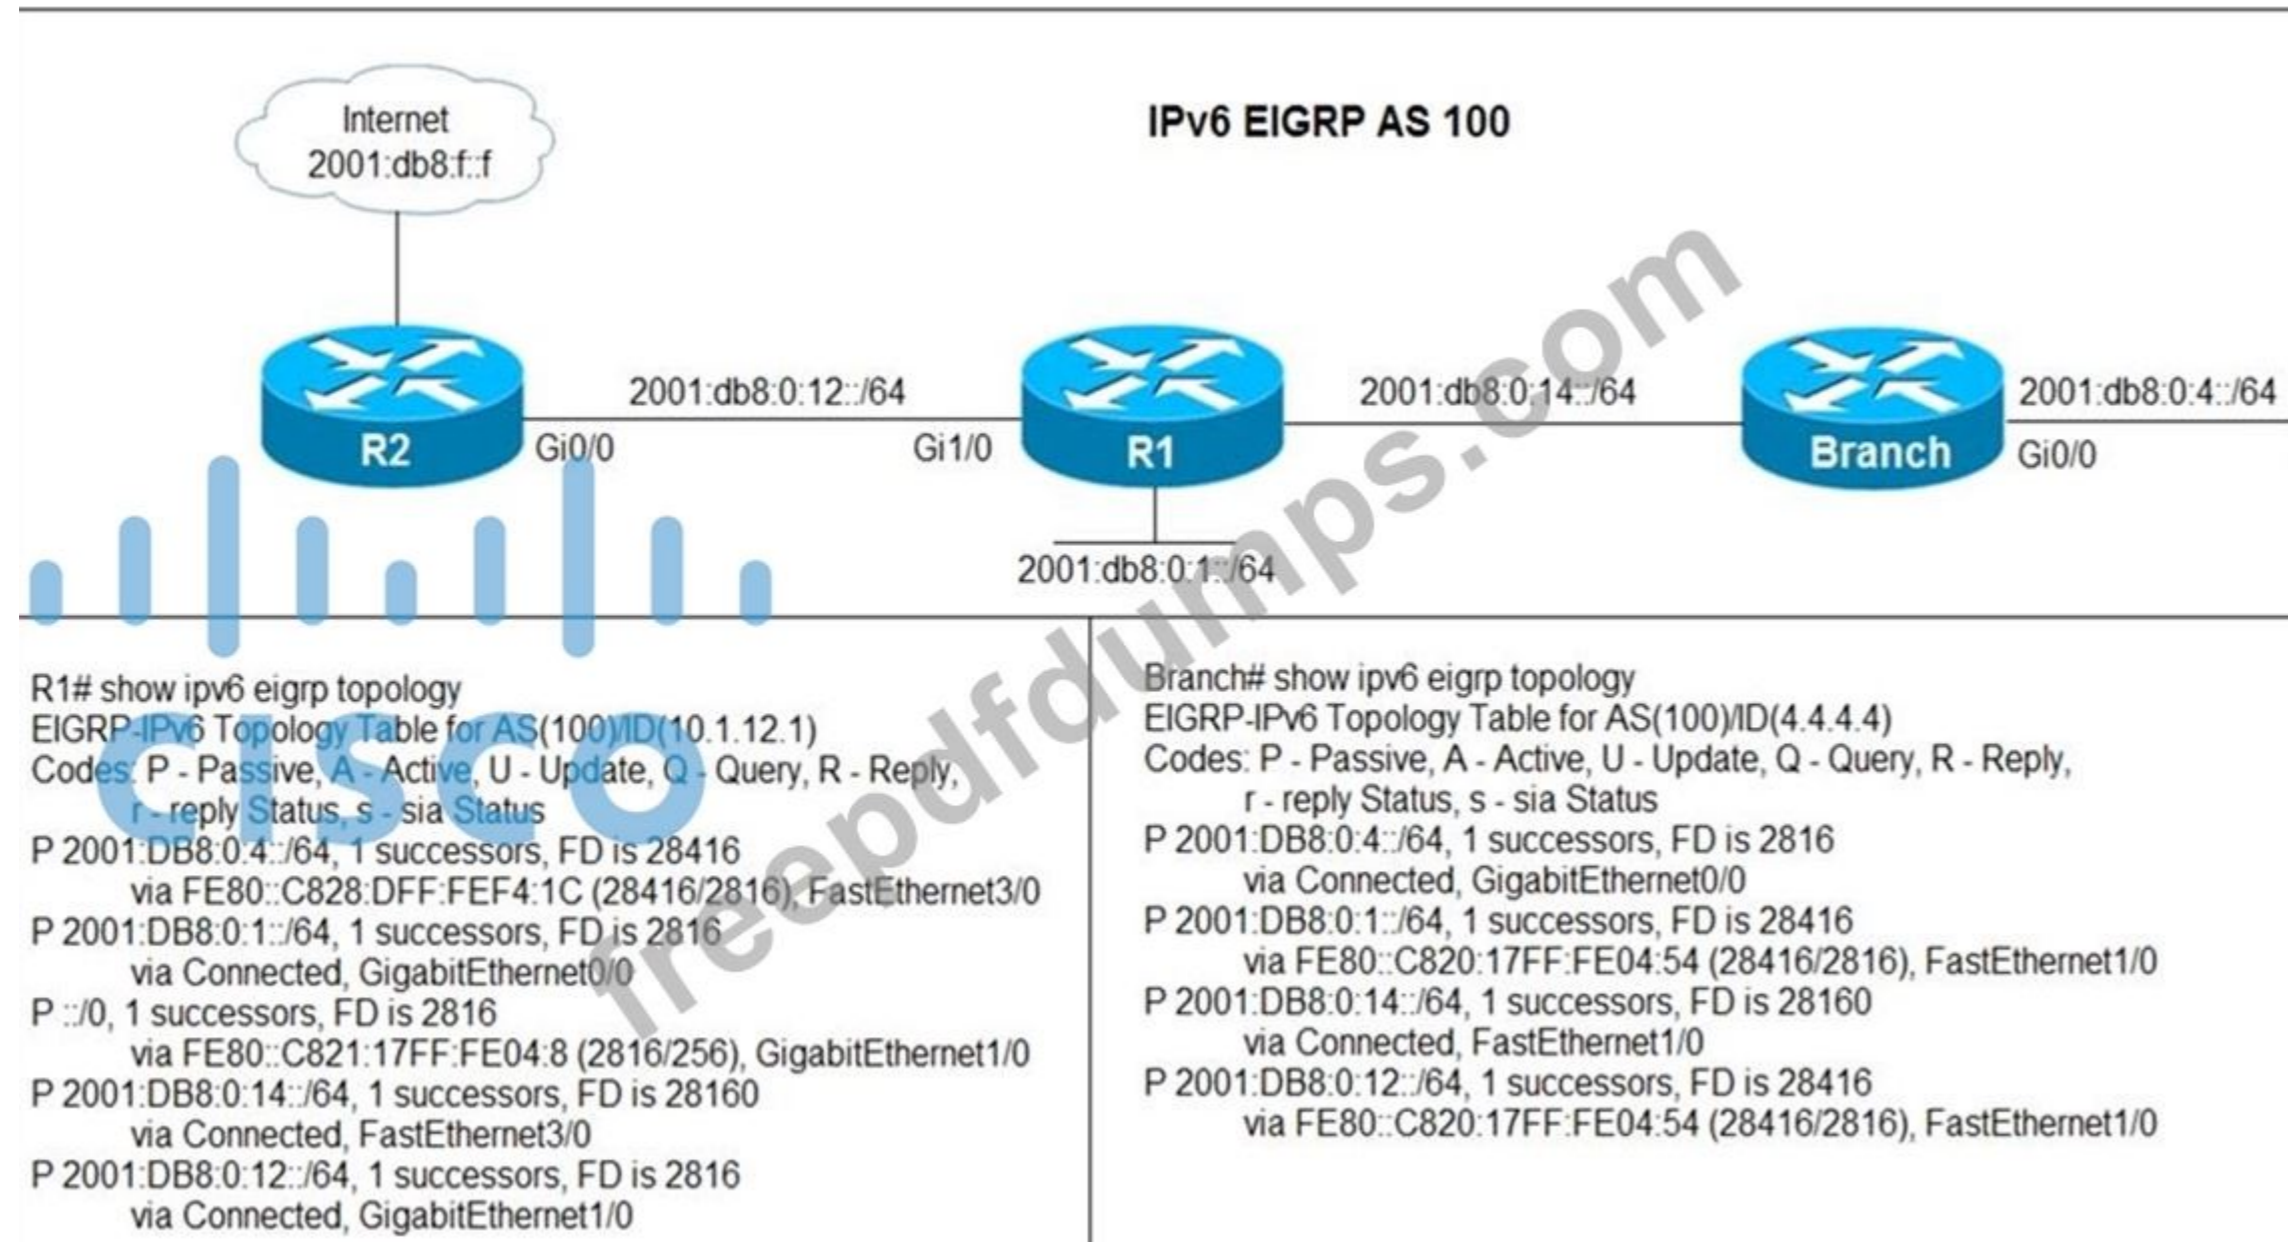 Internet
2001:db8:f::f
IPv6 EIGRP AS 100
R2
Gi0/0
2001:db8:0:12::/64
Gi1/0
R1
2001:db8:0:14::/64
Branch
2001:db8:0:4::/64
Gi0/0
2001:db8:0:1::/64
freepdfdumps.com
CISCO
R1# show ipv6 eigrp topology
EIGRP-IPv6 Topology Table for AS(100)/ID(10.1.12.1)
Codes: P - Passive, A - Active, U - Update, Q - Query, R - Reply,
r - reply Status, s - sia Status
P 2001:DB8:0:4::/64, 1 successors, FD is 28416
via FE80::C828:DFF:FEF4:1C (28416/2816), FastEthernet3/0
P 2001:DB8:0:1::/64, 1 successors, FD is 2816
via Connected, GigabitEthernet0/0
P ::/0, 1 successors, FD is 2816
via FE80::C821:17FF:FE04:8 (2816/256), GigabitEthernet1/0
P 2001:DB8:0:14::/64, 1 successors, FD is 28160
via Connected, FastEthernet3/0
P 2001:DB8:0:12::/64, 1 successors, FD is 2816
via Connected, GigabitEthernet1/0
Branch# show ipv6 eigrp topology
EIGRP-IPv6 Topology Table for AS(100)/ID(4.4.4.4)
Codes: P - Passive, A - Active, U - Update, Q - Query, R - Reply,
r - reply Status, s - sia Status
P 2001:DB8:0:4::/64, 1 successors, FD is 2816
via Connected, GigabitEthernet0/0
P 2001:DB8:0:1::/64, 1 successors, FD is 28416
via FE80::C820:17FF:FE04:54 (28416/2816), FastEthernet1/0
P 2001:DB8:0:14::/64, 1 successors, FD is 28160
via Connected, FastEthernet1/0
P 2001:DB8:0:12::/64, 1 successors, FD is 28416
via FE80::C820:17FF:FE04:54 (28416/2816), FastEthernet1/0